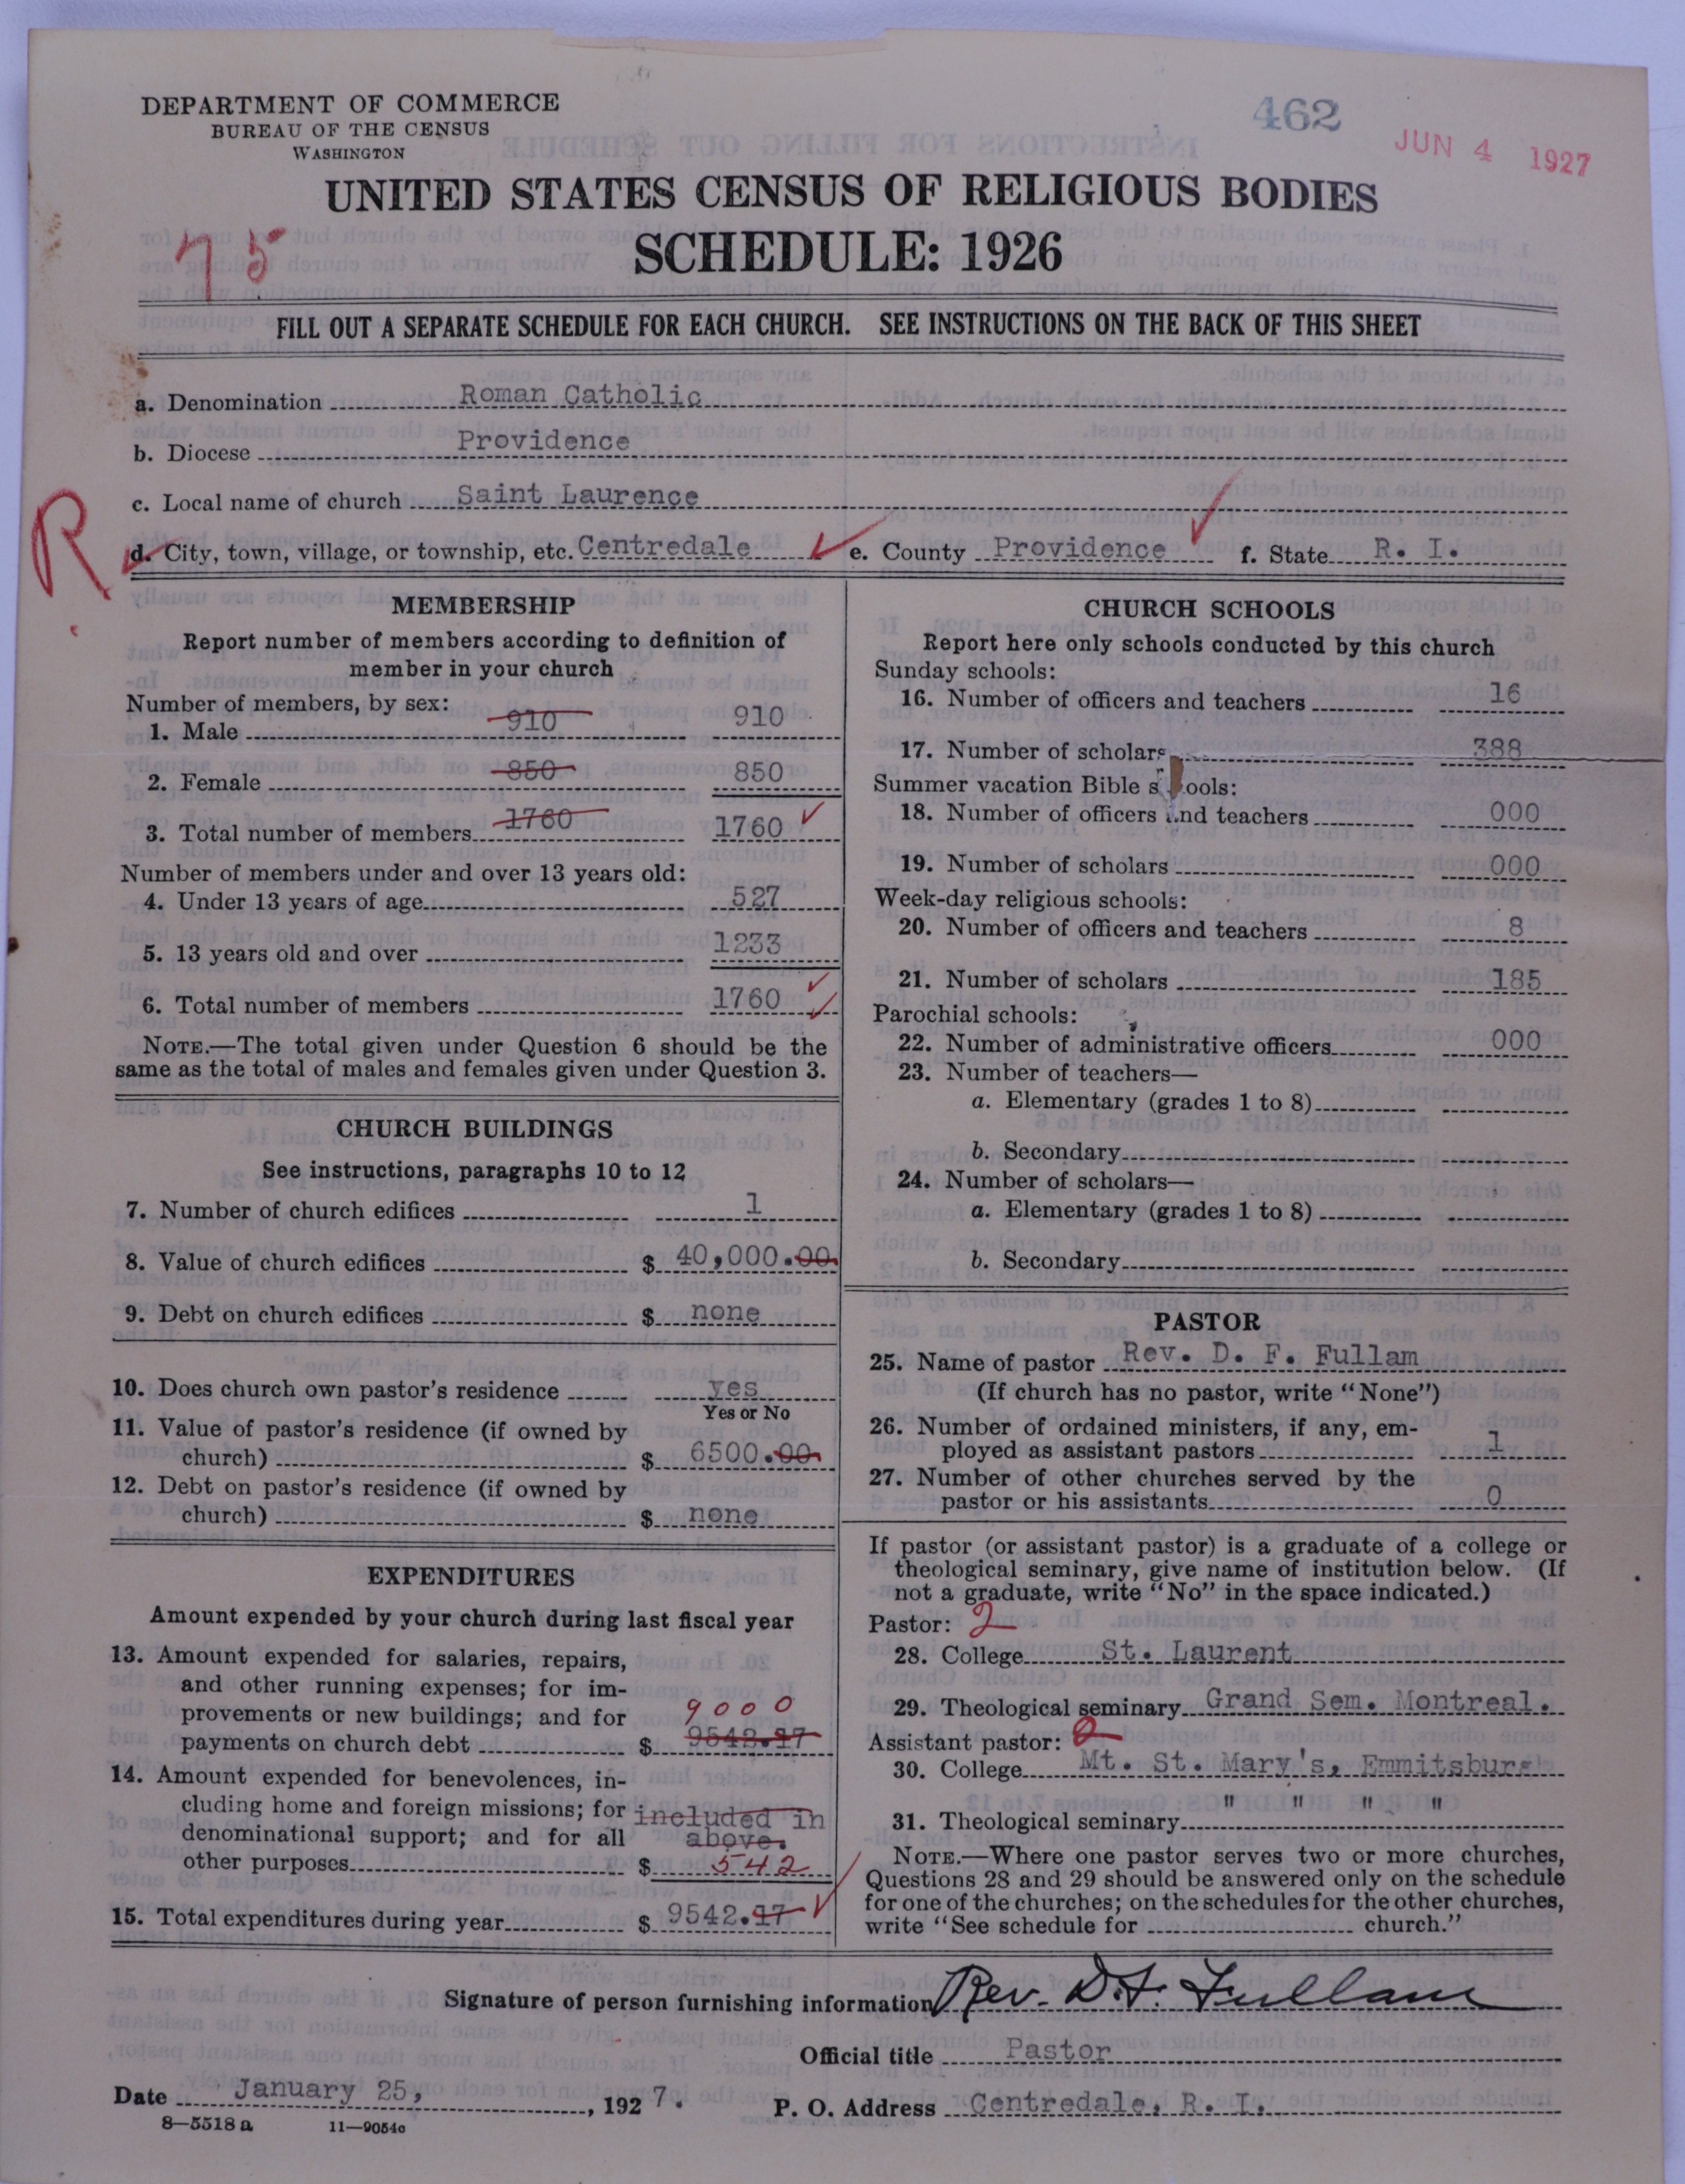 DEPARTMENT OF COMMERCE
BUREAU OF THE CENSUS
WASHINGTON
462
JUN 4 1927
UNITED STATES CENSUS OF RELIGIOUS BODIES
75
SCHEDULE: 1926
FILL OUT A SEPARATE SCHEDULE FOR EACH CHURCH. SEE INSTRUCTIONS ON THE BACK OF THIS SHEET
a. Denomination Roman Catholic
b. Diocese Providence
c. Local name of church Saint Laurence
R
d. City, town, village, or township, etc. Centredale e. County Providence f. State R. I.
MEMBERSHIP
Report number of members according to definition of
member in your church
Number of members, by sex:
1. Male 910 910
2. Female 850 850
3. Total number of members 1760 1760
Number of members under and over 13 years old:
4. Under 13 years of age 527
5. 13 years old and over 1233
6. Total number of members 1760
NOTE.—The total given under Question 6 should be the
same as the total of males and females given under Question 3.
CHURCH BUILDINGS
See instructions, paragraphs 10 to 12
7. Number of church edifices 1
8. Value of church edifices $ 40,000.00
9. Debt on church edifices $ none
10. Does church own pastor's residence yes
Yes or No
11. Value of pastor's residence (if owned by
church) $ 6500.00
12. Debt on pastor's residence (if owned by
church) $ none
EXPENDITURES
Amount expended by your church during last fiscal year
13. Amount expended for salaries, repairs,
and other running expenses; for im-
provements or new buildings; and for 9000
payments on church debt $ 9542.17
14. Amount expended for benevolences, in-
cluding home and foreign missions; for included in
denominational support; and for all above.
other purposes $ 542
15. Total expenditures during year $ 9542.17
CHURCH SCHOOLS
Report here only schools conducted by this church
Sunday schools:
16. Number of officers and teachers 16
17. Number of scholars 388
Summer vacation Bible s ools:
18. Number of officers and teachers 000
19. Number of scholars 000
Week-day religious schools:
20. Number of officers and teachers 8
21. Number of scholars 185
Parochial schools:
22. Number of administrative officers 000
23. Number of teachers—
a. Elementary (grades 1 to 8)
b. Secondary
24. Number of scholars—
a. Elementary (grades 1 to 8)
b. Secondary
PASTOR
25. Name of pastor Rev. D. F. Fullam
(If church has no pastor, write "None")
26. Number of ordained ministers, if any, em-
ployed as assistant pastors 1
27. Number of other churches served by the
pastor or his assistants 0
If pastor (or assistant pastor) is a graduate of a college or
theological seminary, give name of institution below. (If
not a graduate, write "No" in the space indicated.)
Pastor: 2
28. College St. Laurent
29. Theological seminary Grand Sem. Montreal.
Assistant pastor: 2
30. College Mt. St. Mary's, Emmitsburg
31. Theological seminary " " " "
NOTE.—Where one pastor serves two or more churches,
Questions 28 and 29 should be answered only on the schedule
for one of the churches; on the schedules for the other churches,
write "See schedule for church."
Signature of person furnishing information Rev. D. F. Fullam
Official title Pastor
Date January 25, 1927.
P. O. Address Centredale, R. I.
8—5518 a 11—9054c